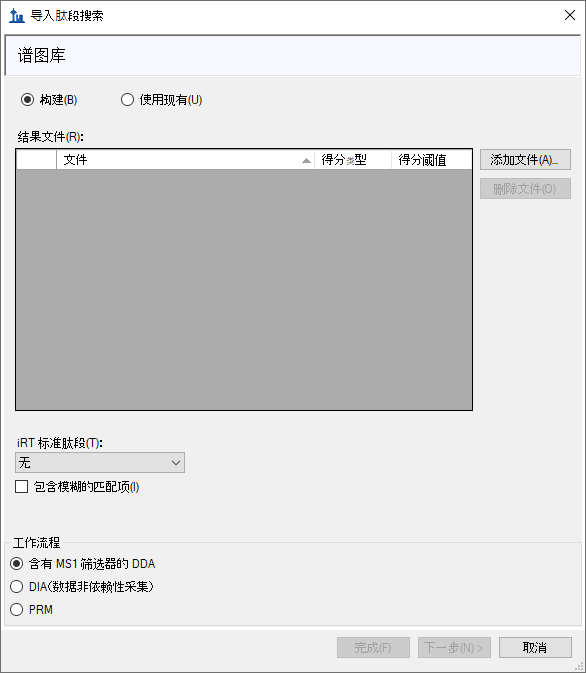 导入肽段搜索
谱图库
构建(B) 使用现有(U)
结果文件(R):
文件 得分类型 得分阈值
添加文件(A)...
删除文件(O)
iRT 标准肽段(T):
无
包含模糊的匹配项(I)
工作流程
含有 MS1 筛选器的 DDA
DIA(数据非依赖性采集)
PRM
完成(F) 下一步(N) > 取消